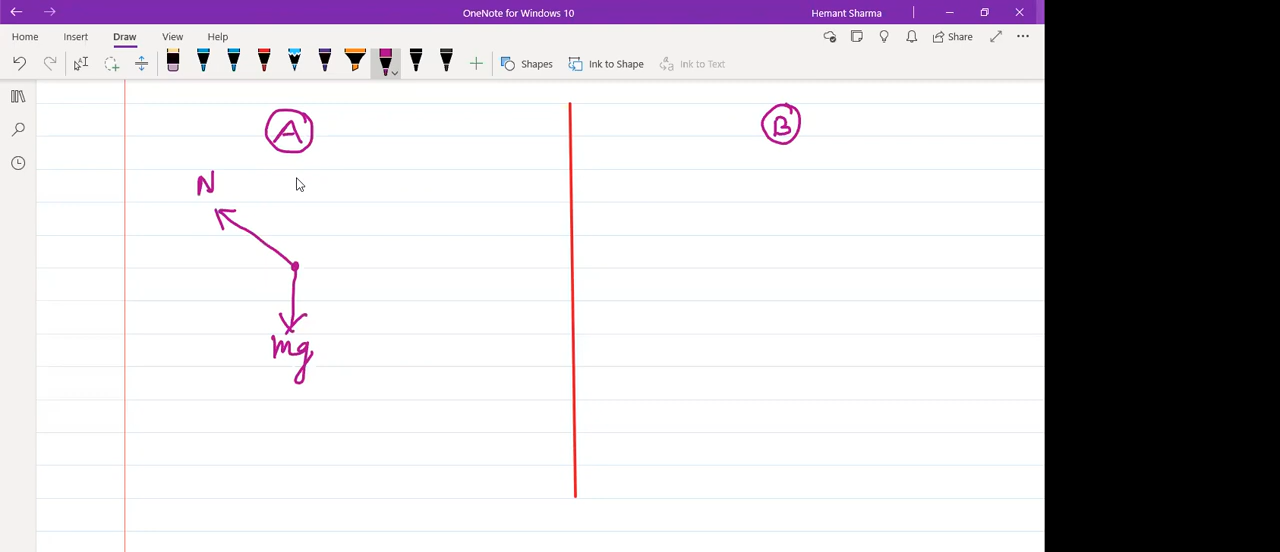 OneNote for Windows 10
Hemant Sharma
Home Insert Draw View Help
Share
Shapes Ink to Shape Ink to Text
A
B
N
mg